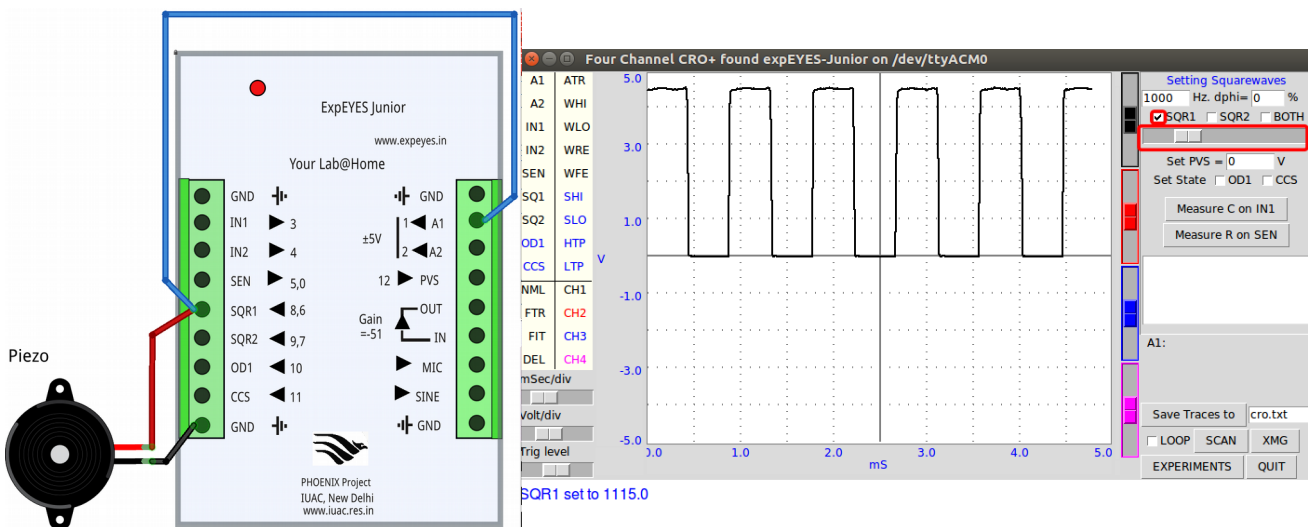 ExpEYES Junior
www.expeyes.in
Your Lab@Home
GND
IN1 3
IN2 4
SEN 5,0
SQR1 8,6
SQR2 9,7
OD1 10
CCS 11
GND
GND
±5V
1 A1
2 A2
12 PVS
Gain
=-51
OUT
IN
MIC
SINE
GND
PHOENIX Project
IUAC, New Delhi
www.iuac.res.in
Piezo
Four Channel CRO+ found expEYES-Junior on /dev/ttyACM0
A1 ATR
A2 WHI
IN1 WLO
IN2 WRE
SEN WFE
SQ1 SHI
SQ2 SLO
OD1 HTP
CCS LTP
NML CH1
FTR CH2
FIT CH3
DEL CH4
mSec/div
Volt/div
Trig level
5.0
3.0
1.0
V
-1.0
-3.0
-5.0
0.0 1.0 2.0 3.0 4.0 5.0
mS
Setting Squarewaves
1000 Hz. dphi= 0 %
SQR1 SQR2 BOTH
Set PVS = 0 V
Set State OD1 CCS
Measure C on IN1
Measure R on SEN
A1:
Save Traces to cro.txt
LOOP SCAN XMG
EXPERIMENTS QUIT
SQR1 set to 1115.0